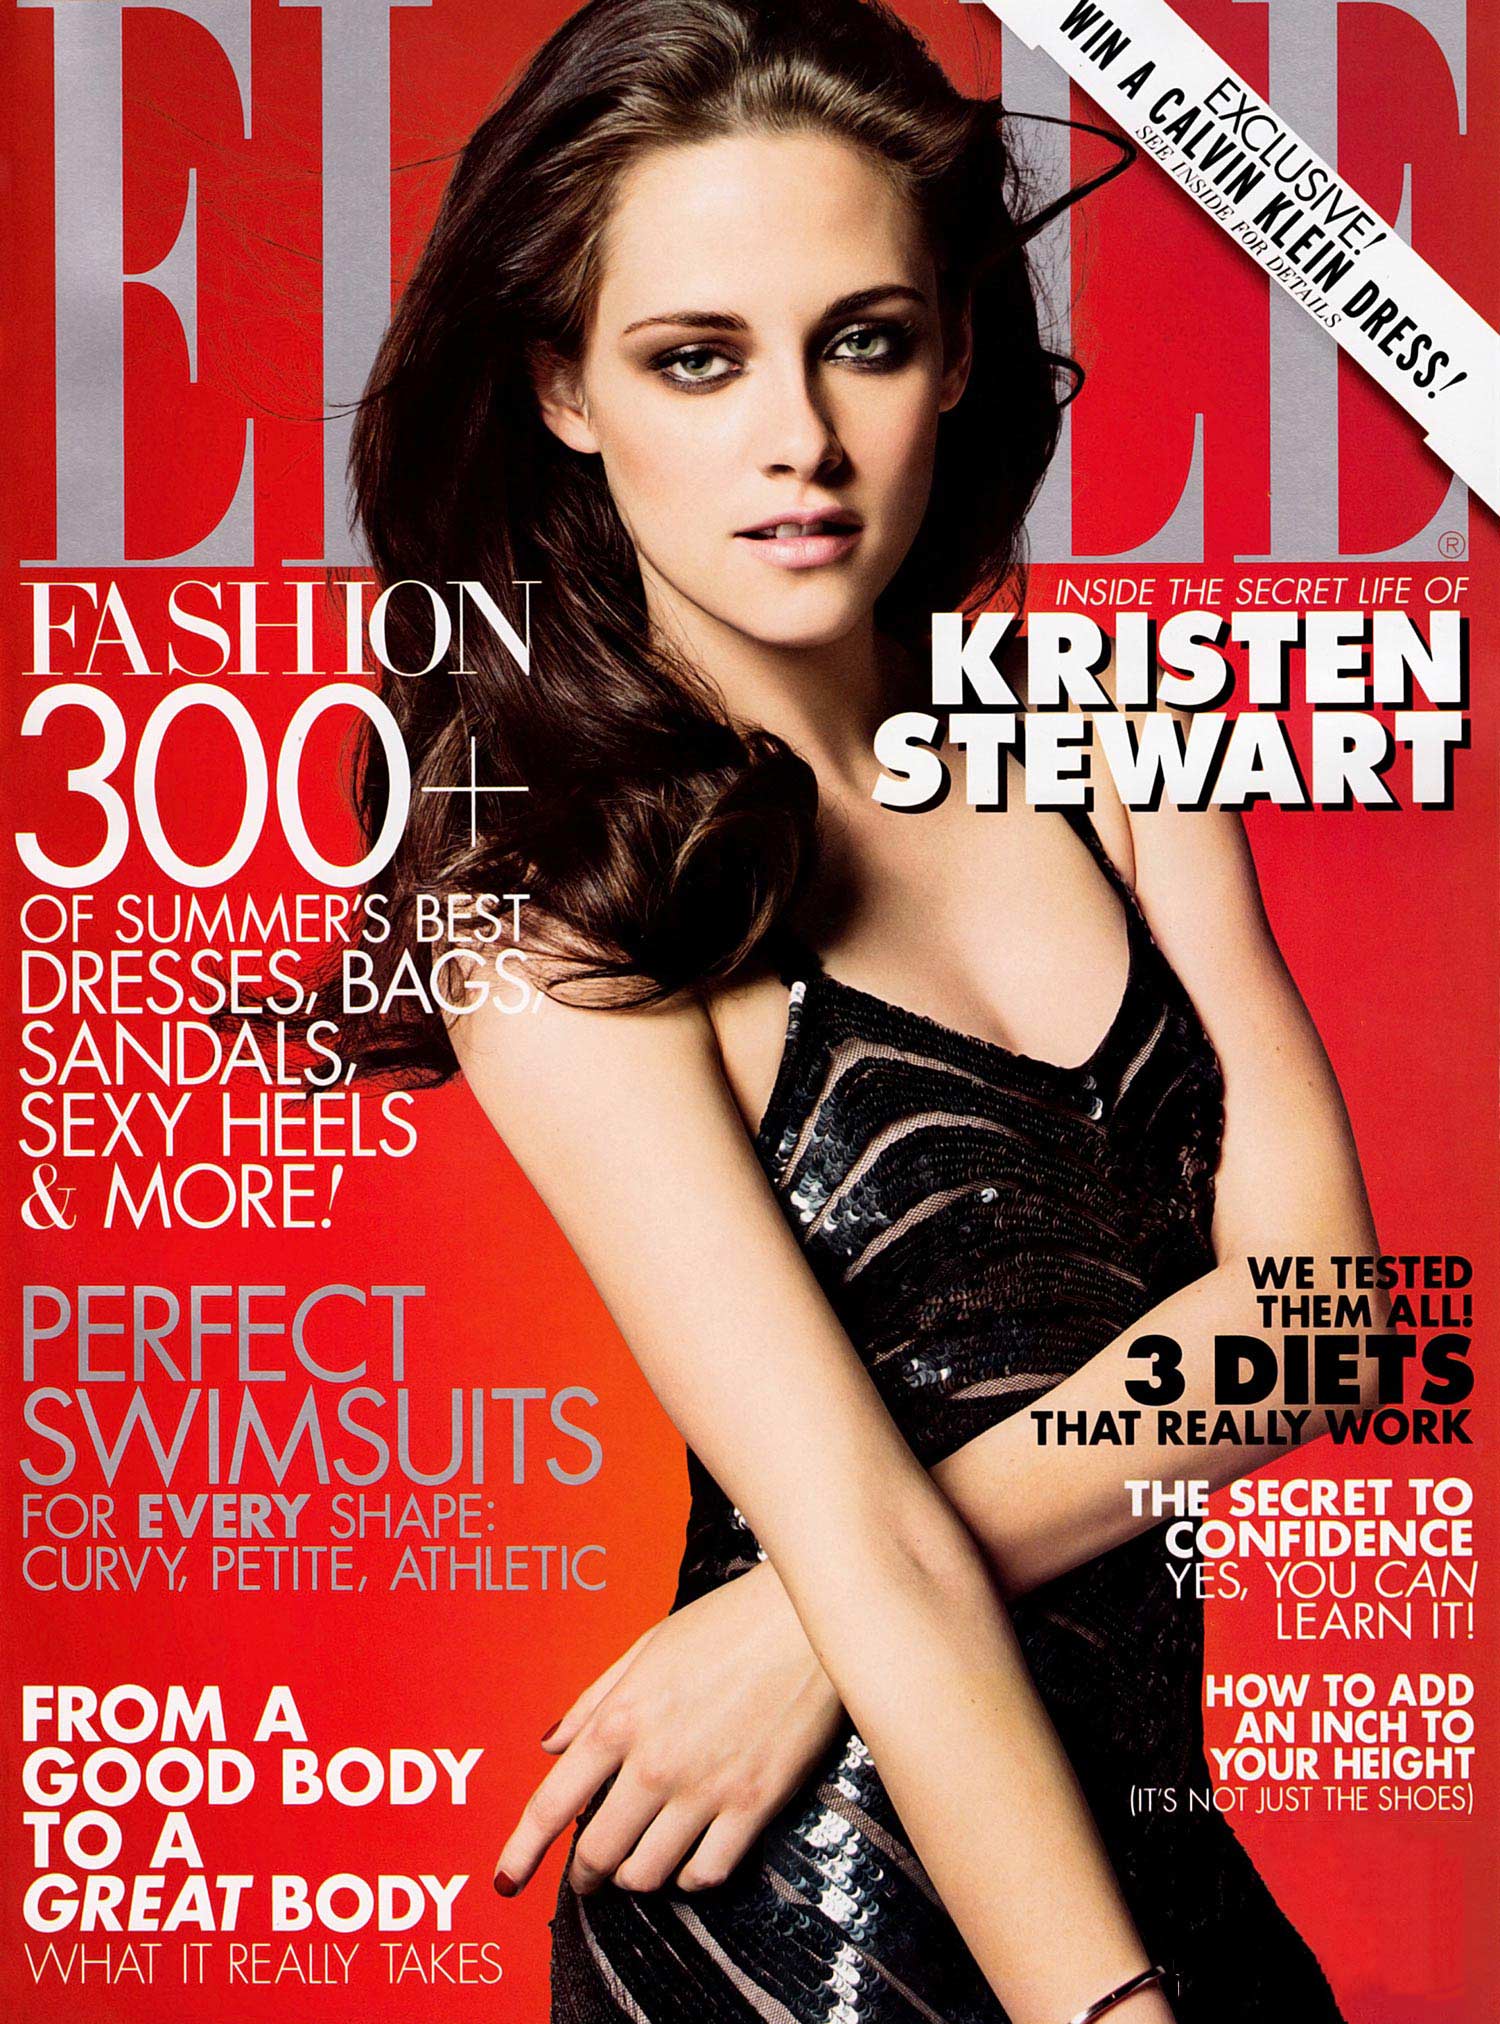 ELLE
EXCLUSIVE!
WIN A CALVIN KLEIN DRESS!
SEE INSIDE FOR DETAILS
®
INSIDE THE SECRET LIFE OF
KRISTEN
STEWART
FASHION
300+
OF SUMMER'S BEST
DRESSES, BAGS,
SANDALS,
SEXY HEELS
& MORE!
PERFECT
SWIMSUITS
FOR EVERY SHAPE:
CURVY, PETITE, ATHLETIC
FROM A
GOOD BODY
TO A
GREAT BODY
WHAT IT REALLY TAKES
WE TESTED
THEM ALL!
3 DIETS
THAT REALLY WORK
THE SECRET TO
CONFIDENCE
YES, YOU CAN
LEARN IT!
HOW TO ADD
AN INCH TO
YOUR HEIGHT
(IT'S NOT JUST THE SHOES)